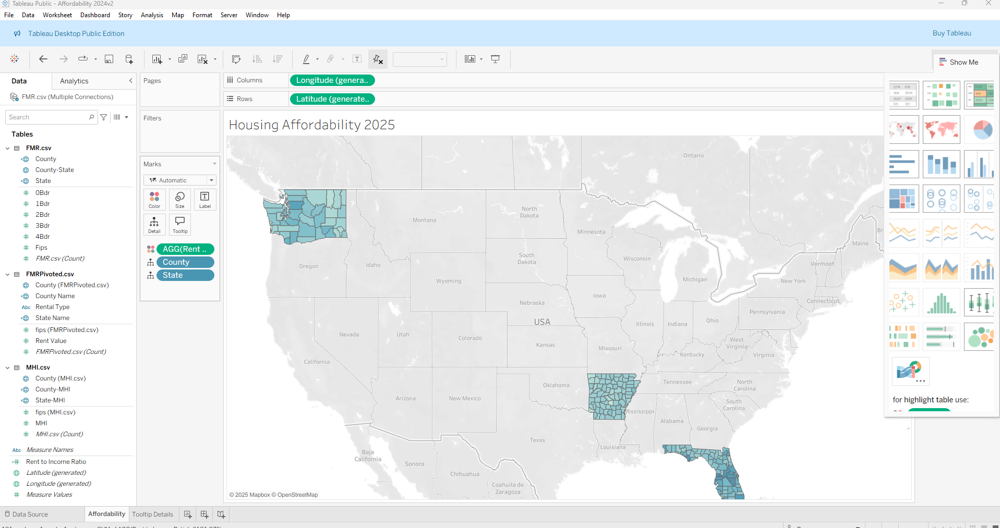 Tableau Public - Affordability 2024v2
File Data Worksheet Dashboard Story Analysis Map Format Server Window Help
Tableau Desktop Public Edition
Buy Tableau
Show Me
Data
Analytics
FMR.csv (Multiple Connections)
Search
Tables
FMR.csv
County
County-State
State
0Bdr
1Bdr
2Bdr
3Bdr
4Bdr
Fips
FMR.csv (Count)
FMRPivoted.csv
County (FMRPivoted.csv)
County Name
Abc Rental Type
State Name
fips (FMRPivoted.csv)
Rent Value
FMRPivoted.csv (Count)
MHI.csv
County (MHI.csv)
County-MHI
State-MHI
fips (MHI.csv)
MHI
MHI.csv (Count)
Abc Measure Names
Rent to Income Ratio
Latitude (generated)
Longitude (generated)
Measure Values
Pages
Filters
Marks
Automatic
Color
Size
Label
Detail
Tooltip
AGG(Rent ..
County
State
Columns
Longitude (genera..
Rows
Latitude (generate..
Housing Affordability 2025
Ontario
Montana
North
Dakota
Minnesota
Br
Maine
Oregon
Idaho
South
Dakota
Wisconsin
Vermont
Wyoming
Michigan
New York
Iowa
Nebraska
Connecticut
Pennsylvania
USA
Illinois
Indiana
Ohio
Nevada
Utah
Colorado
Kansas
Missouri
West
Virginia
Kentucky
Virginia
California
Oklahoma
Tennessee
North
Carolina
Arizona
New Mexico
South
Carolina
Mississippi
Alabama
Georgia
Texas
Louisiana
Baja
California
Sonora
Chihuahua
Coahuila de
Zaragoza
© 2025 Mapbox © OpenStreetMap
for highlight table use:
Data Source
Affordability
Tooltip Details